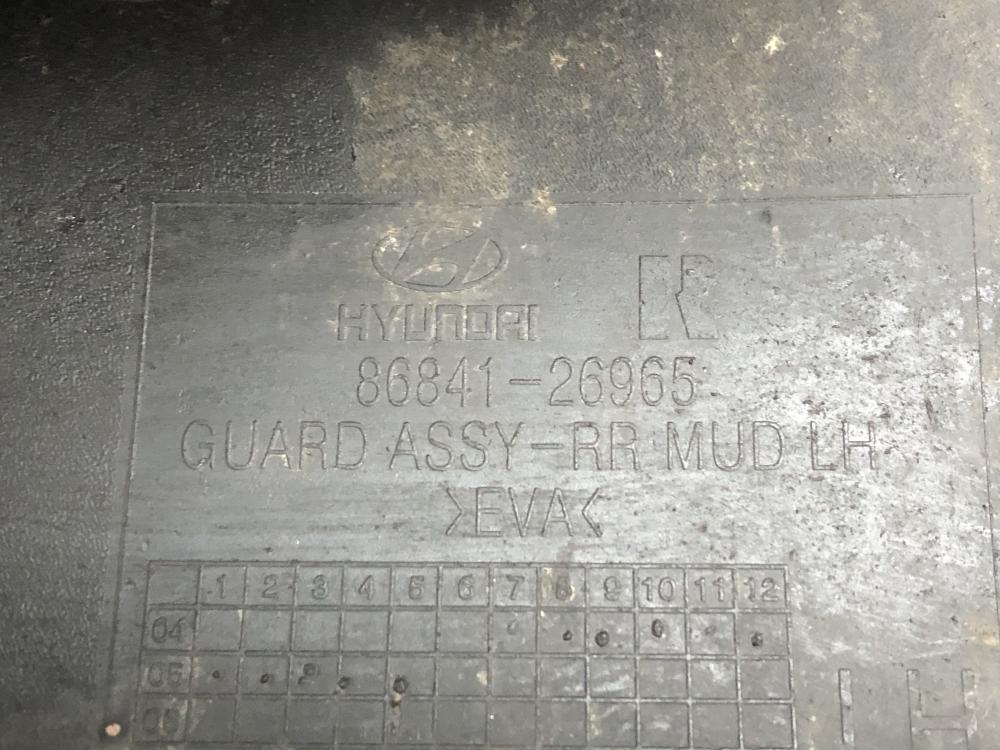 HYUNDAI
86841-26965
GUARD ASSY-RR MUD LH
>EVA<
1 2 3 4 5 6 7 8 9 10 11 12
04
05
LH